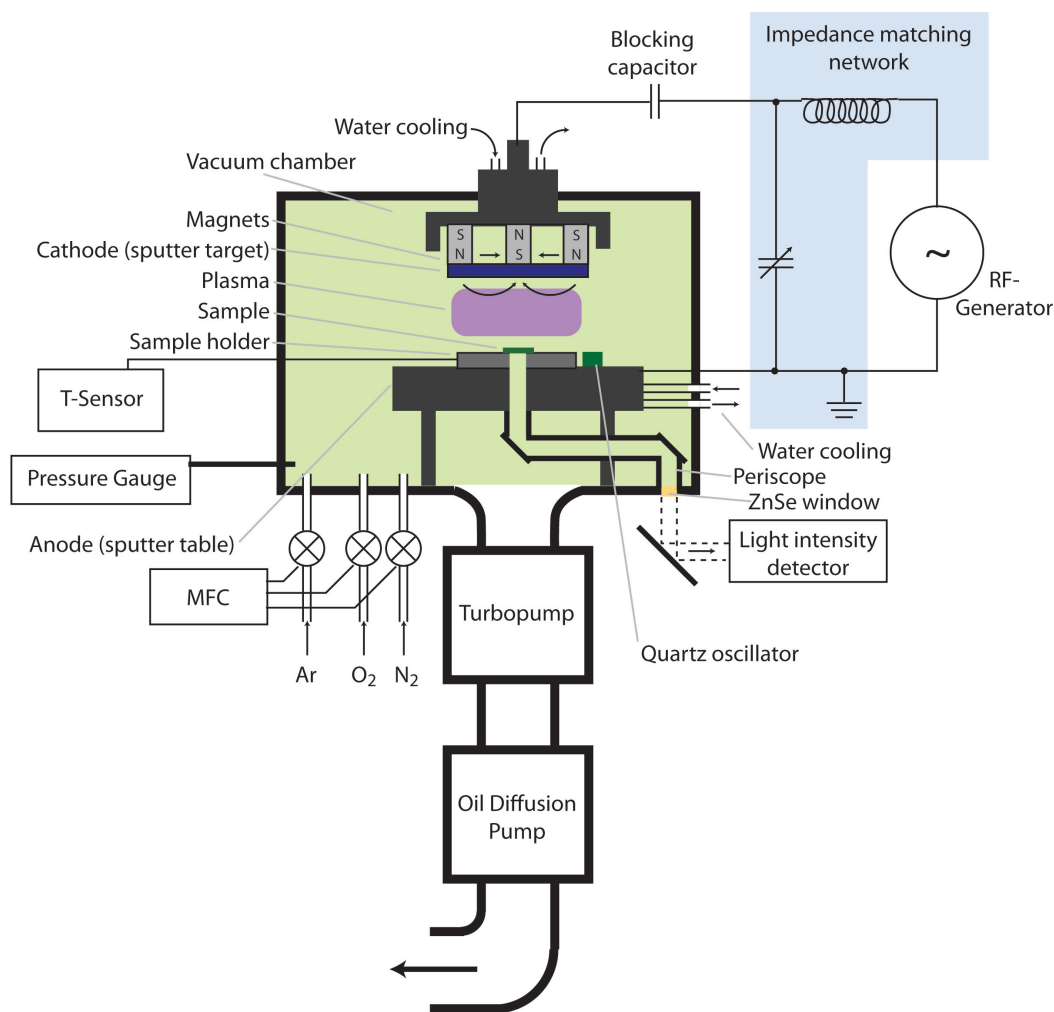 Impedance matching
network
Blocking
capacitor
Water cooling
Vacuum chamber
Magnets
S N S
N S N
Cathode (sputter target)
Plasma
Sample
Sample holder
~
RF-
Generator
T-Sensor
Water cooling
Periscope
ZnSe window
Pressure Gauge
Anode (sputter table)
Light intensity
detector
MFC
Turbopump
Quartz oscillator
Ar O₂ N₂
Oil Diffusion
Pump